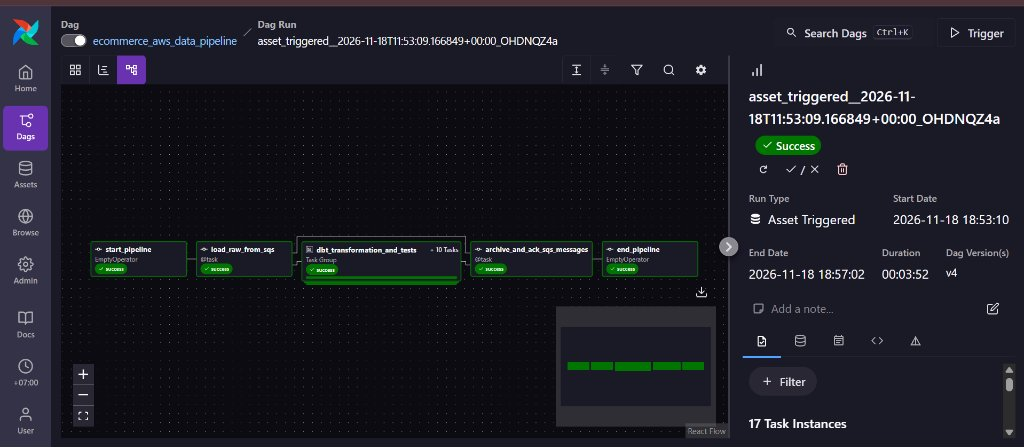 Dag
ecommerce_aws_data_pipeline
Dag Run
asset_triggered__2026-11-18T11:53:09.166849+00:00_OHDNQZ4a
Search Dags
Ctrl+K
Trigger
Home
Dags
Assets
Browse
Admin
Docs
+07:00
User
start_pipeline
EmptyOperator
Success
load_raw_from_sqs
@task
Success
dbt_transformation_and_tests
+ 10 Tasks
Task Group
Success
archive_and_ack_sqs_messages
@task
Success
end_pipeline
EmptyOperator
Success
React Flow
asset_triggered__2026-11-
18T11:53:09.166849+00:00_OHDNQZ4a
Success
/
Run Type
Asset Triggered
Start Date
2026-11-18 18:53:10
End Date
2026-11-18 18:57:02
Duration
00:03:52
Dag Version(s)
v4
Add a note...
Filter
17 Task Instances